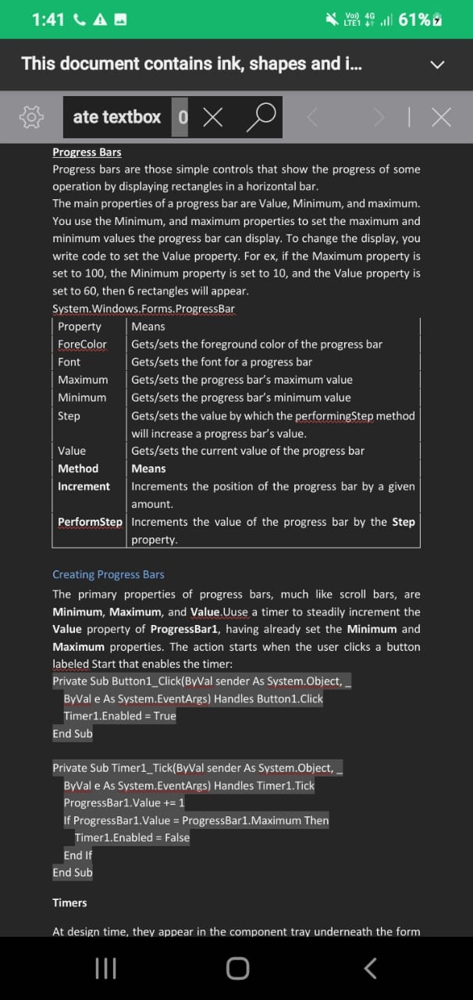 1:41
Vo) 4G
LTE1
61%
This document contains ink, shapes and i...
ate textbox 0
Progress Bars
Progress bars are those simple controls that show the progress of some
operation by displaying rectangles in a horizontal bar.
The main properties of a progress bar are Value, Minimum, and maximum.
You use the Minimum, and maximum properties to set the maximum and
minimum values the progress bar can display. To change the display, you
write code to set the Value property. For ex, if the Maximum property is
set to 100, the Minimum property is set to 10, and the Value property is
set to 60, then 6 rectangles will appear.
System.Windows.Forms.ProgressBar
Property Means
ForeColor Gets/sets the foreground color of the progress bar
Font Gets/sets the font for a progress bar
Maximum Gets/sets the progress bar's maximum value
Minimum Gets/sets the progress bar's minimum value
Step Gets/sets the value by which the performingStep method
will increase a progress bar's value.
Value Gets/sets the current value of the progress bar
Method Means
Increment Increments the position of the progress bar by a given
amount.
PerformStep Increments the value of the progress bar by the Step
property.
Creating Progress Bars
The primary properties of progress bars, much like scroll bars, are
Minimum, Maximum, and Value.Uuse a timer to steadily increment the
Value property of ProgressBar1, having already set the Minimum and
Maximum properties. The action starts when the user clicks a button
labeled Start that enables the timer:
Private Sub Button1_Click(ByVal sender As System.Object, _
ByVal e As System.EventArgs) Handles Button1.Click
Timer1.Enabled = True
End Sub
Private Sub Timer1_Tick(ByVal sender As System.Object, _
ByVal e As System.EventArgs) Handles Timer1.Tick
ProgressBar1.Value += 1
If ProgressBar1.Value = ProgressBar1.Maximum Then
Timer1.Enabled = False
End If
End Sub
Timers
At design time, they appear in the component tray underneath the form